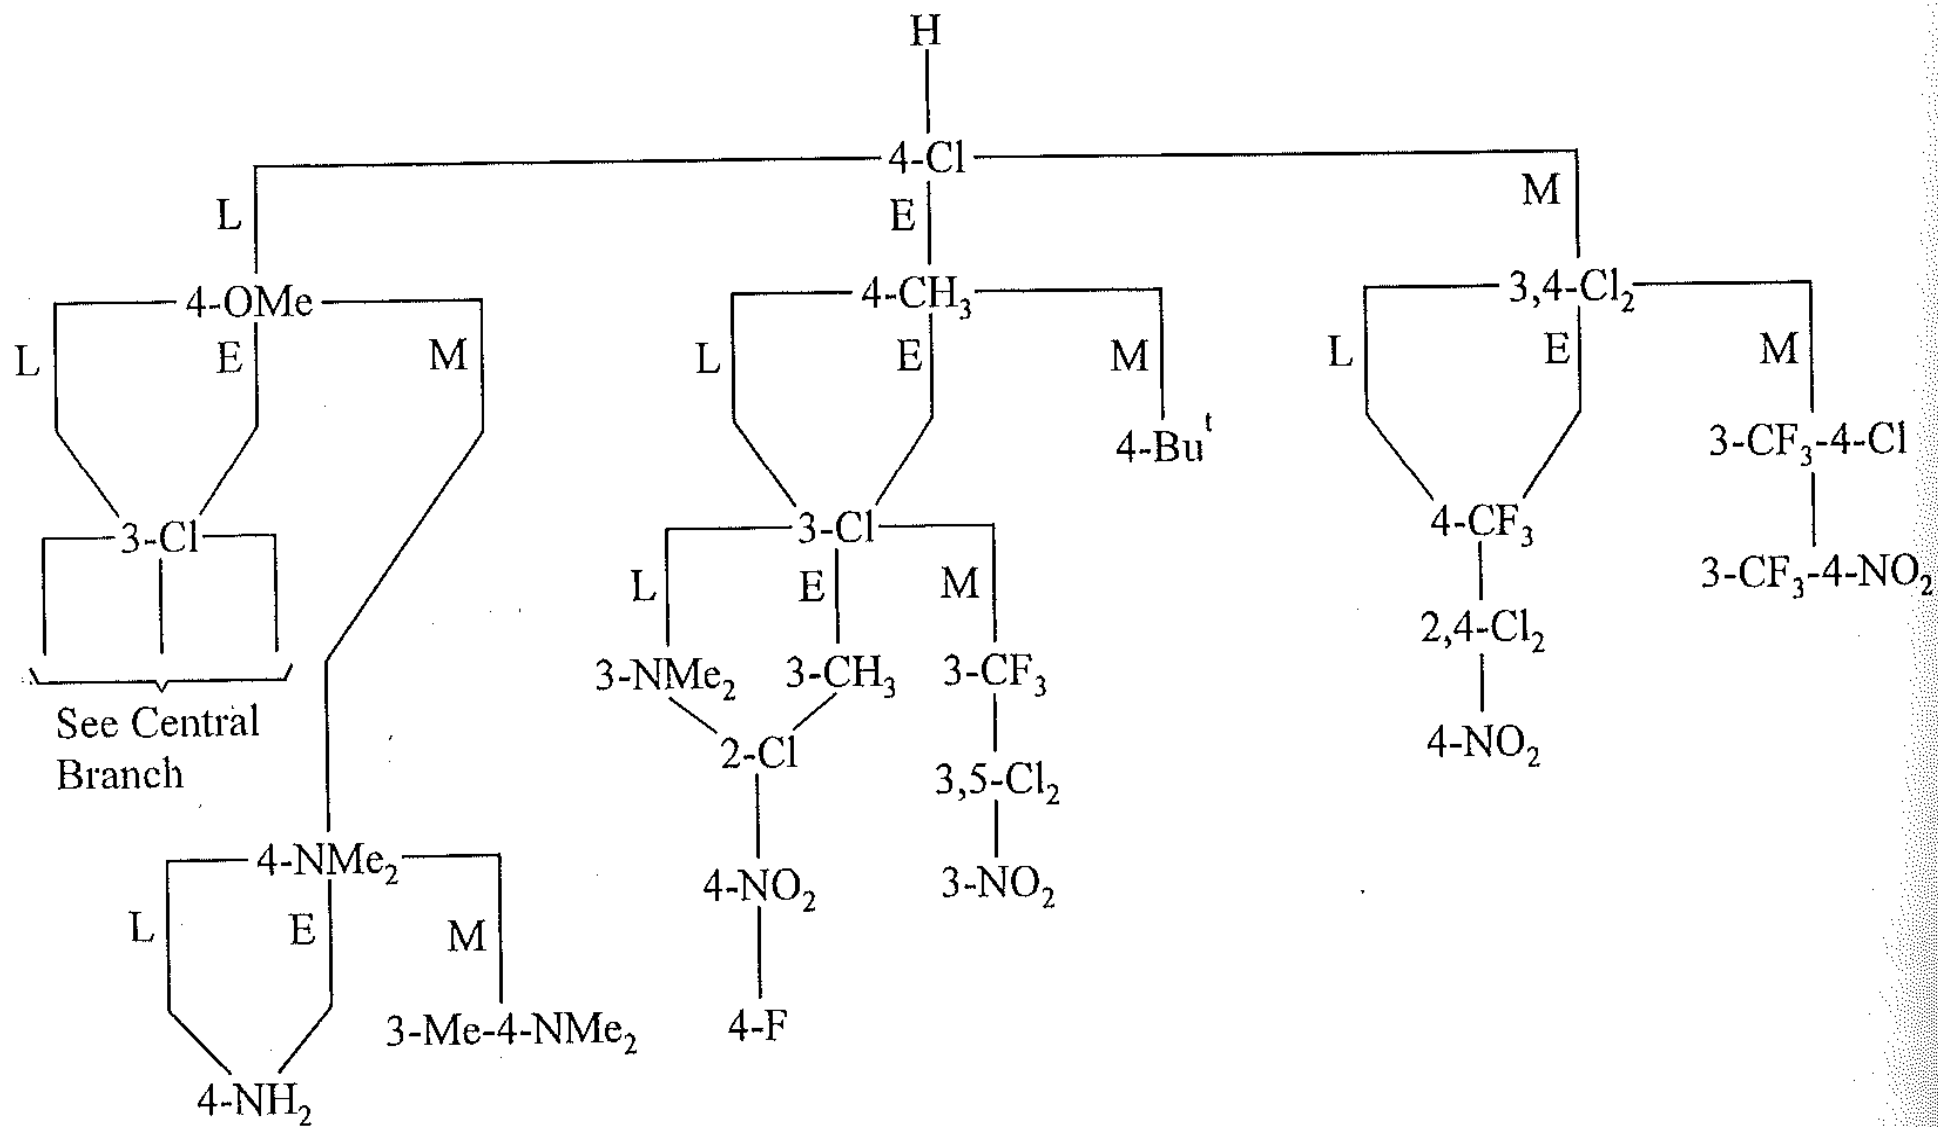 H
4-Cl
L E M
4-OMe 4-CH₃ 3,4-Cl₂
L E M L E M L E M
4-Buᵗ 3-CF₃-4-Cl
3-Cl 3-Cl 4-CF₃
L E M 3-CF₃-4-NO₂
2,4-Cl₂
3-NMe₂ 3-CH₃ 3-CF₃
See Central
Branch
2-Cl 4-NO₂
3,5-Cl₂
4-NMe₂ 4-NO₂ 3-NO₂
L E M
3-Me-4-NMe₂ 4-F
4-NH₂